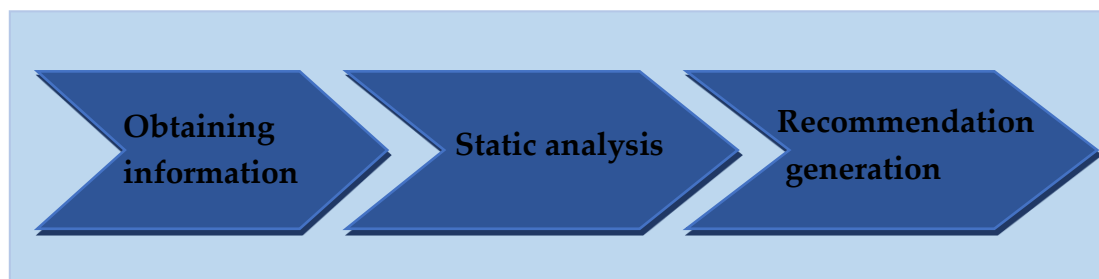 Obtaining
information
Static analysis
Recommendation
generation